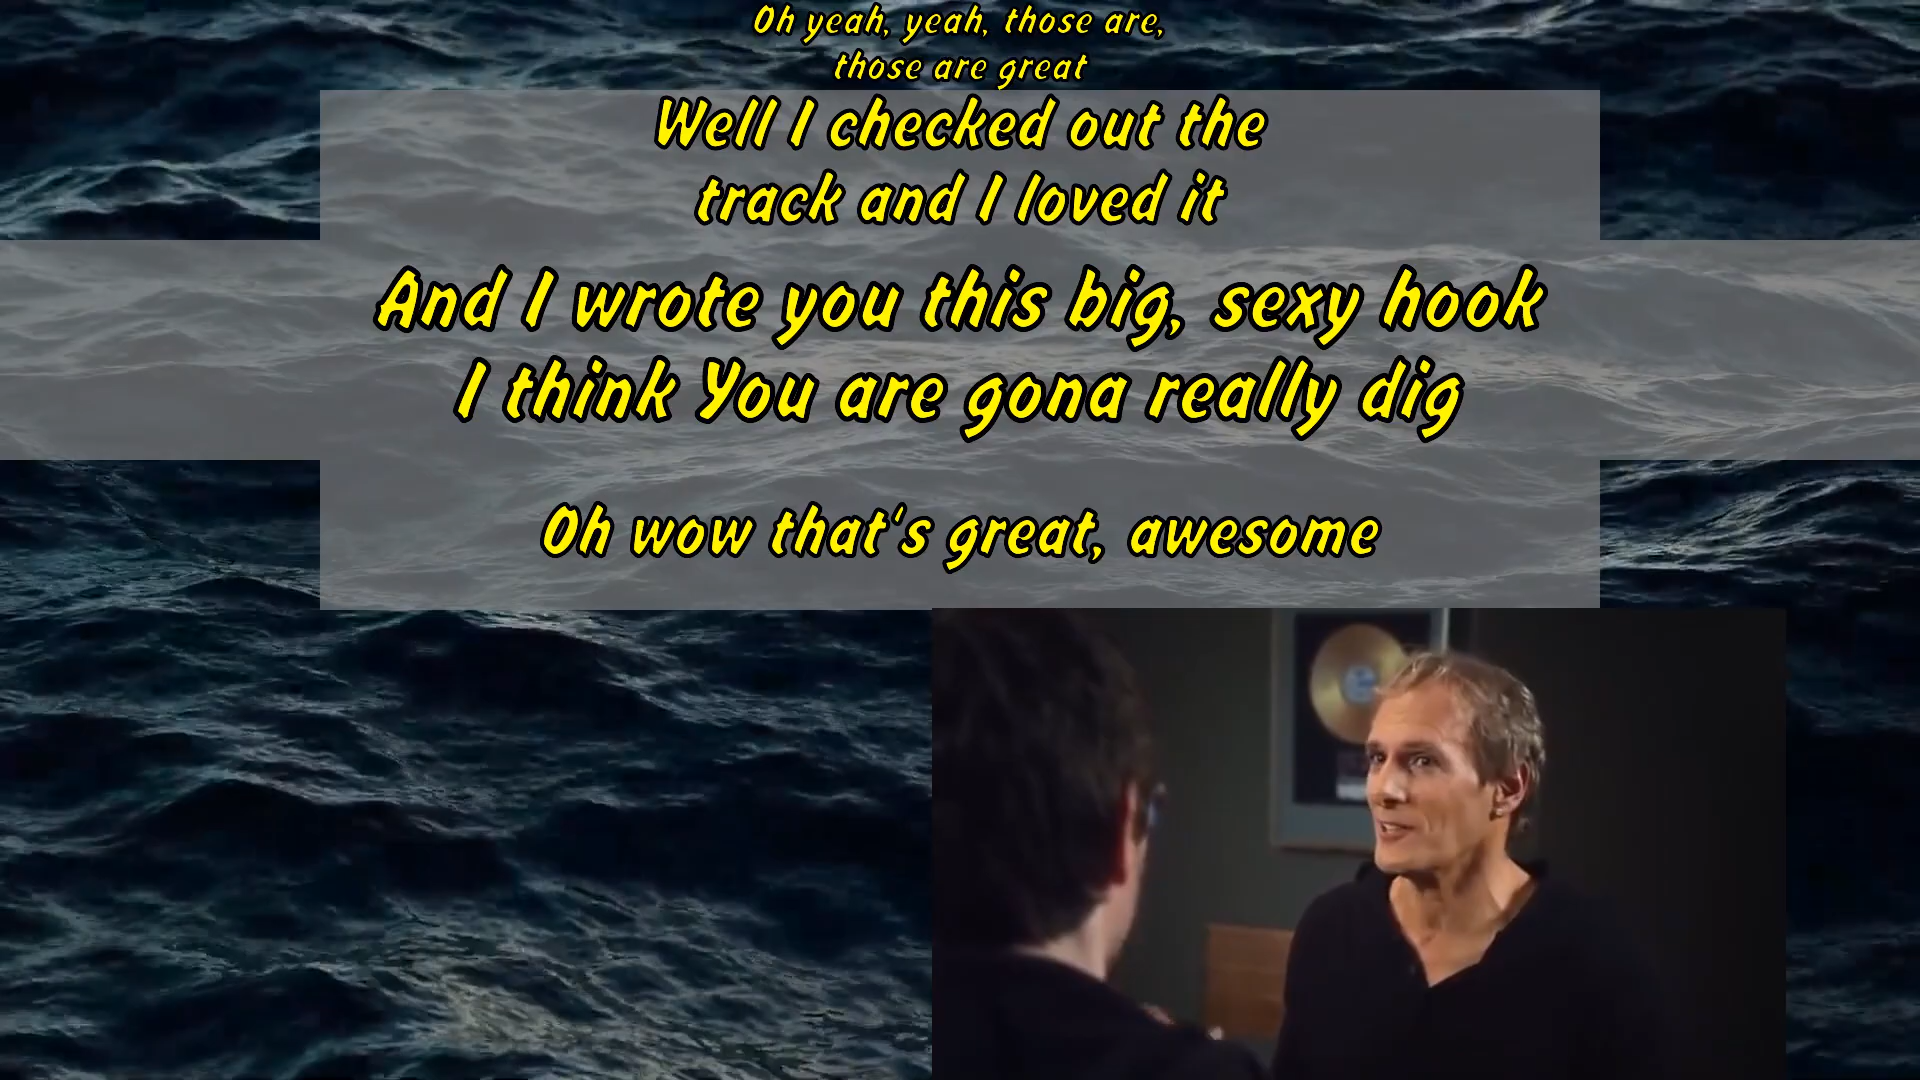 Oh yeah, yeah, those are,
those are great
Well I checked out the
track and I loved it
And I wrote you this big, sexy hook
I think You are gona really dig
Oh wow that's great, awesome